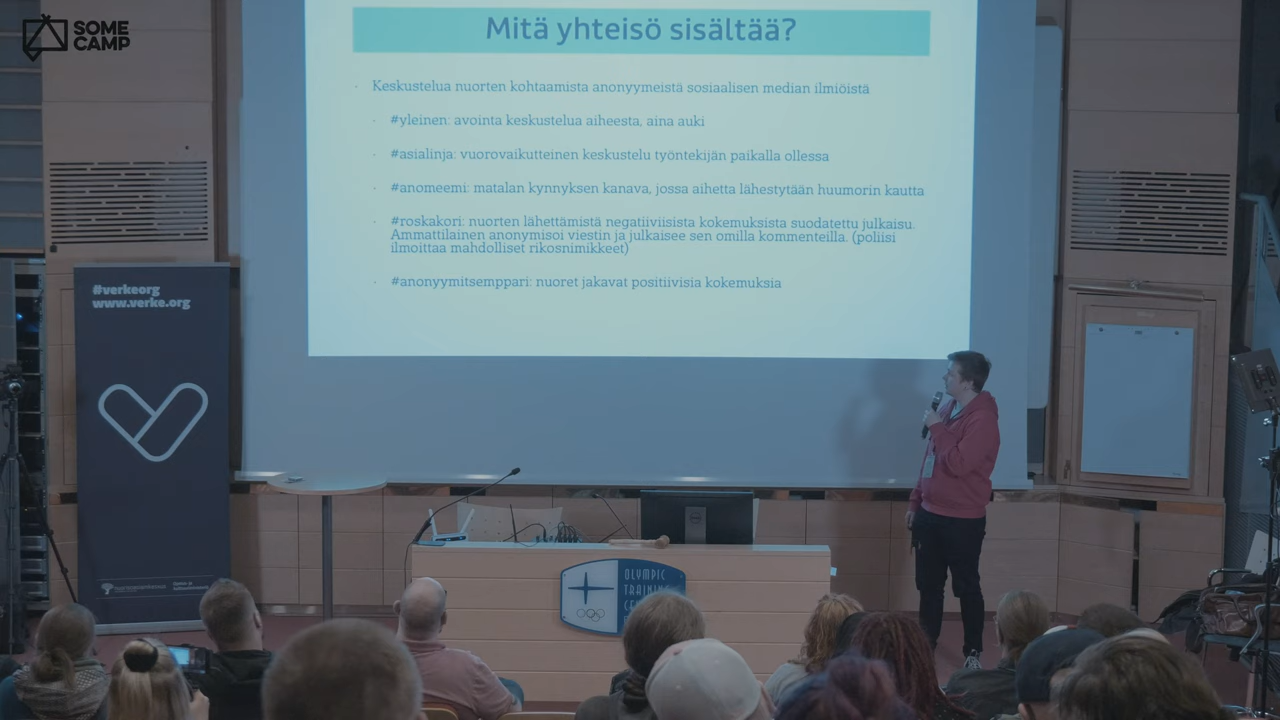 SOME
CAMP
Mitä yhteisö sisältää?
Keskustelua nuorten kohtaamista anonyymeistä sosiaalisen median ilmiöistä
#yleinen: avointa keskustelua aiheesta, aina auki
#asialinja: vuorovaikutteinen keskustelu työntekijän paikalla ollessa
#anomeemi: matalan kynnyksen kanava, jossa aihetta lähestytään huumorin kautta
#roskakori: nuorten lähettämistä negatiiviisista kokemuksista suodatettu julkaisu.
Ammattilainen anonymisoi viestin ja julkaisee sen omilla kommenteilla. (poliisi
ilmoittaa mahdolliset rikosnimikkeet)
#anonyymitsemppari: nuoret jakavat positiivisia kokemuksia
#verkeorg
www.verke.org
OLYMPIC
TRAINING